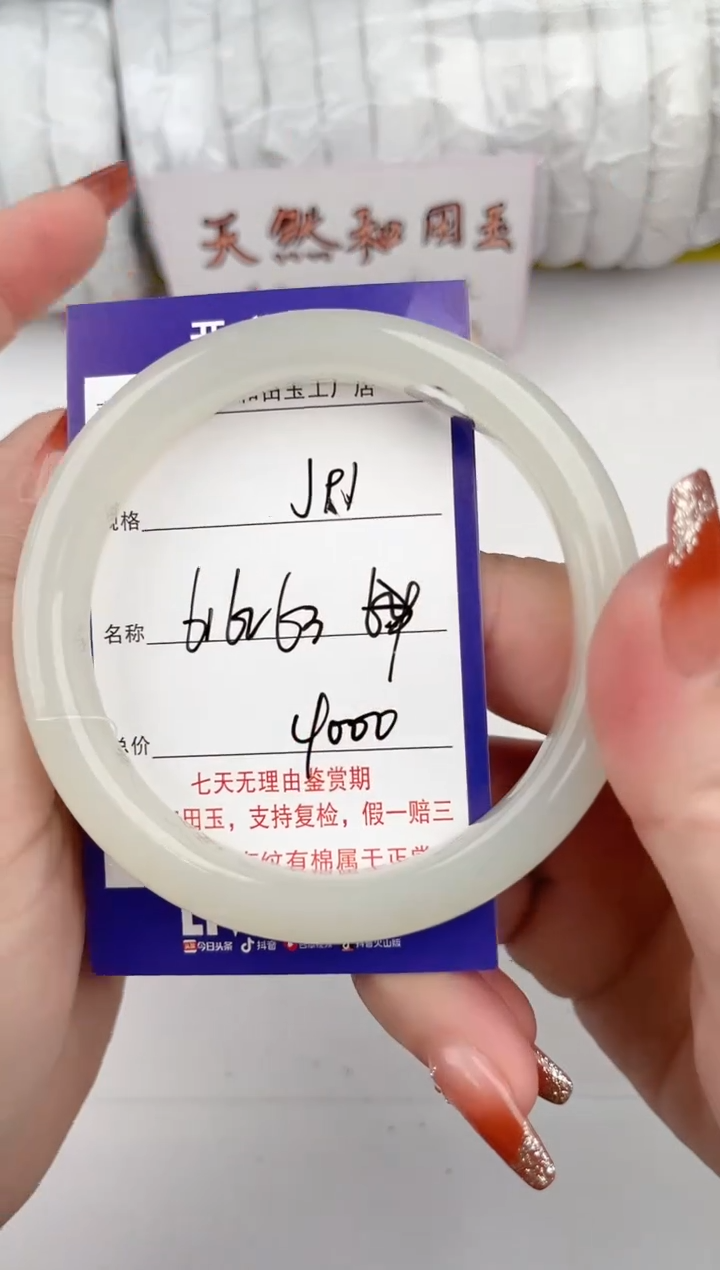 天然和田玉
和田玉工厂店
规格
名称 61 62 63
总价 4000
七天无理由鉴赏期
田玉，支持复检，假一赔三
纹有棉属于正常
今日头条 抖音 抖音火山版